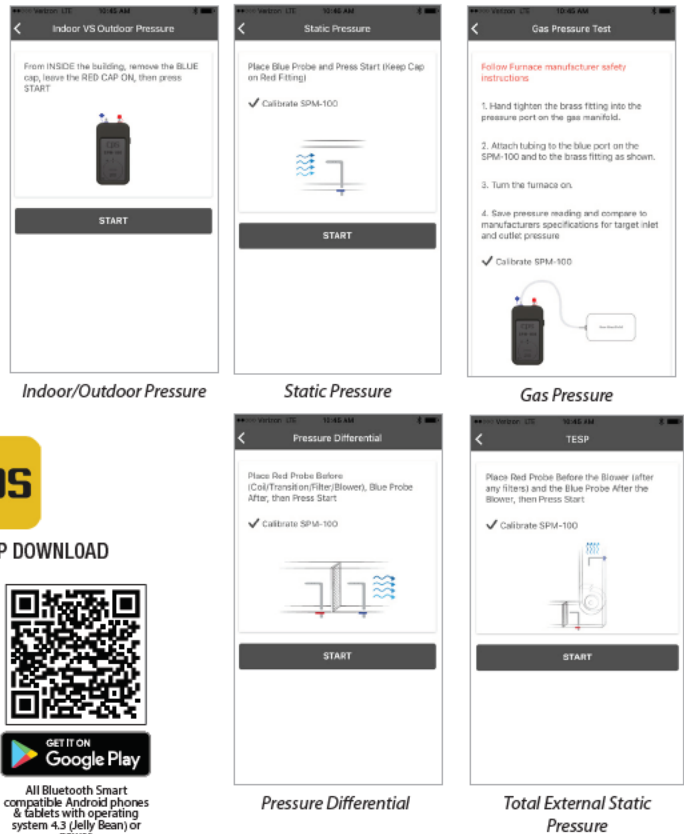 Verizon LTE 10:45 AM
Indoor VS Outdoor Pressure
From INSIDE the building, remove the BLUE
cap, leave the RED CAP ON, then press
START
START
Indoor/Outdoor Pressure
Verizon LTE 10:45 AM
Static Pressure
Place Blue Probe and Press Start (Keep Cap
on Red Fitting)
Calibrate SPM-100
START
Static Pressure
Verizon LTE 10:45 AM
Gas Pressure Test
Follow Furnace manufacturer safety
instructions
1. Hand tighten the brass fitting into the
pressure port on the gas manifold.
2. Attach tubing to the blue port on the
SPM-100 and to the brass fitting as shown.
3. Turn the furnace on.
4. Save pressure reading and compare to
manufacturers specifications for target inlet
and outlet pressure
Calibrate SPM-100
Gas Pressure
P DOWNLOAD
GET IT ON
Google Play
All Bluetooth Smart
compatible Android phones
& tablets with operating
system 4.3 (Jelly Bean) or
Verizon LTE 10:45 AM
Pressure Differential
Place Red Probe Before
(Coil/Transition/Filter/Blower), Blue Probe
After, then Press Start
Calibrate SPM-100
START
Pressure Differential
Verizon LTE 10:45 AM
TESP
Place Red Probe Before the Blower (after
any filters) and the Blue Probe After the
Blower, then Press Start
Calibrate SPM-100
START
Total External Static
Pressure